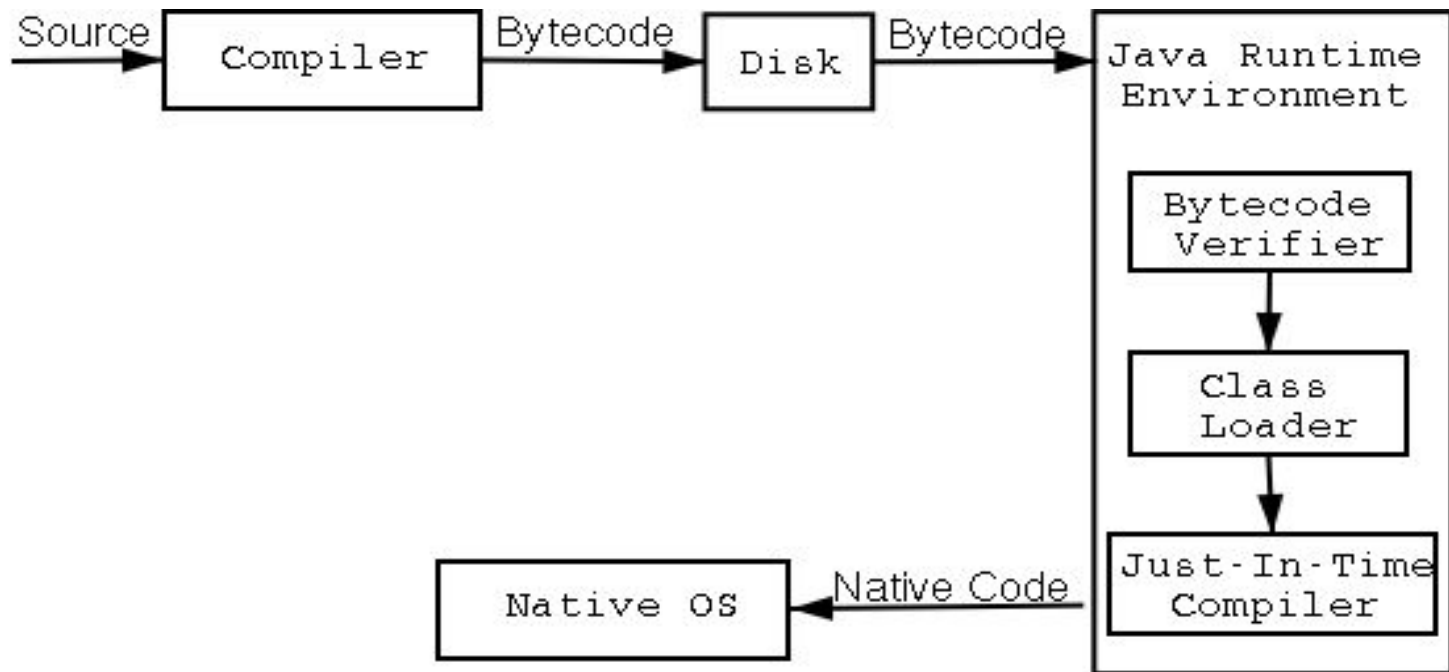 Source
Compiler
Bytecode
Disk
Bytecode
Java Runtime
Environment
Bytecode
Verifier
Class
Loader
Just-In-Time
Compiler
Native Code
Native OS